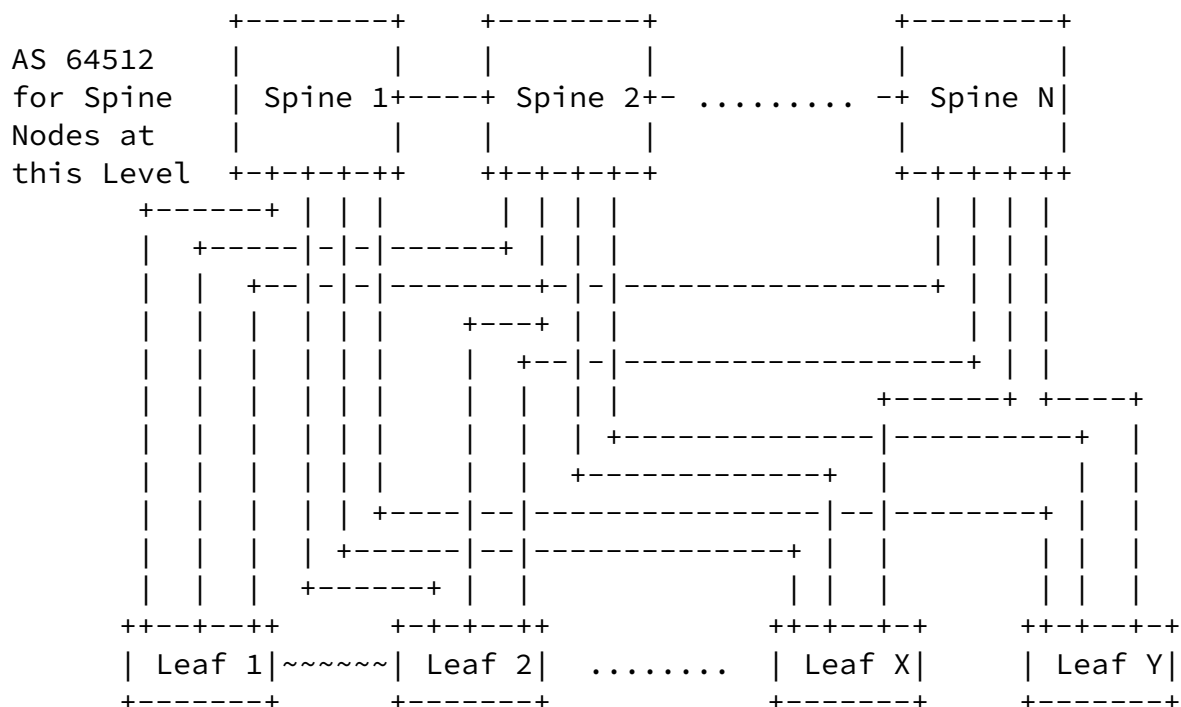 AS 64512
for Spine Spine 1 Spine 2 ......... Spine N
Nodes at
this Level
Leaf 1 ~~~~~~ Leaf 2 ........ Leaf X Leaf Y